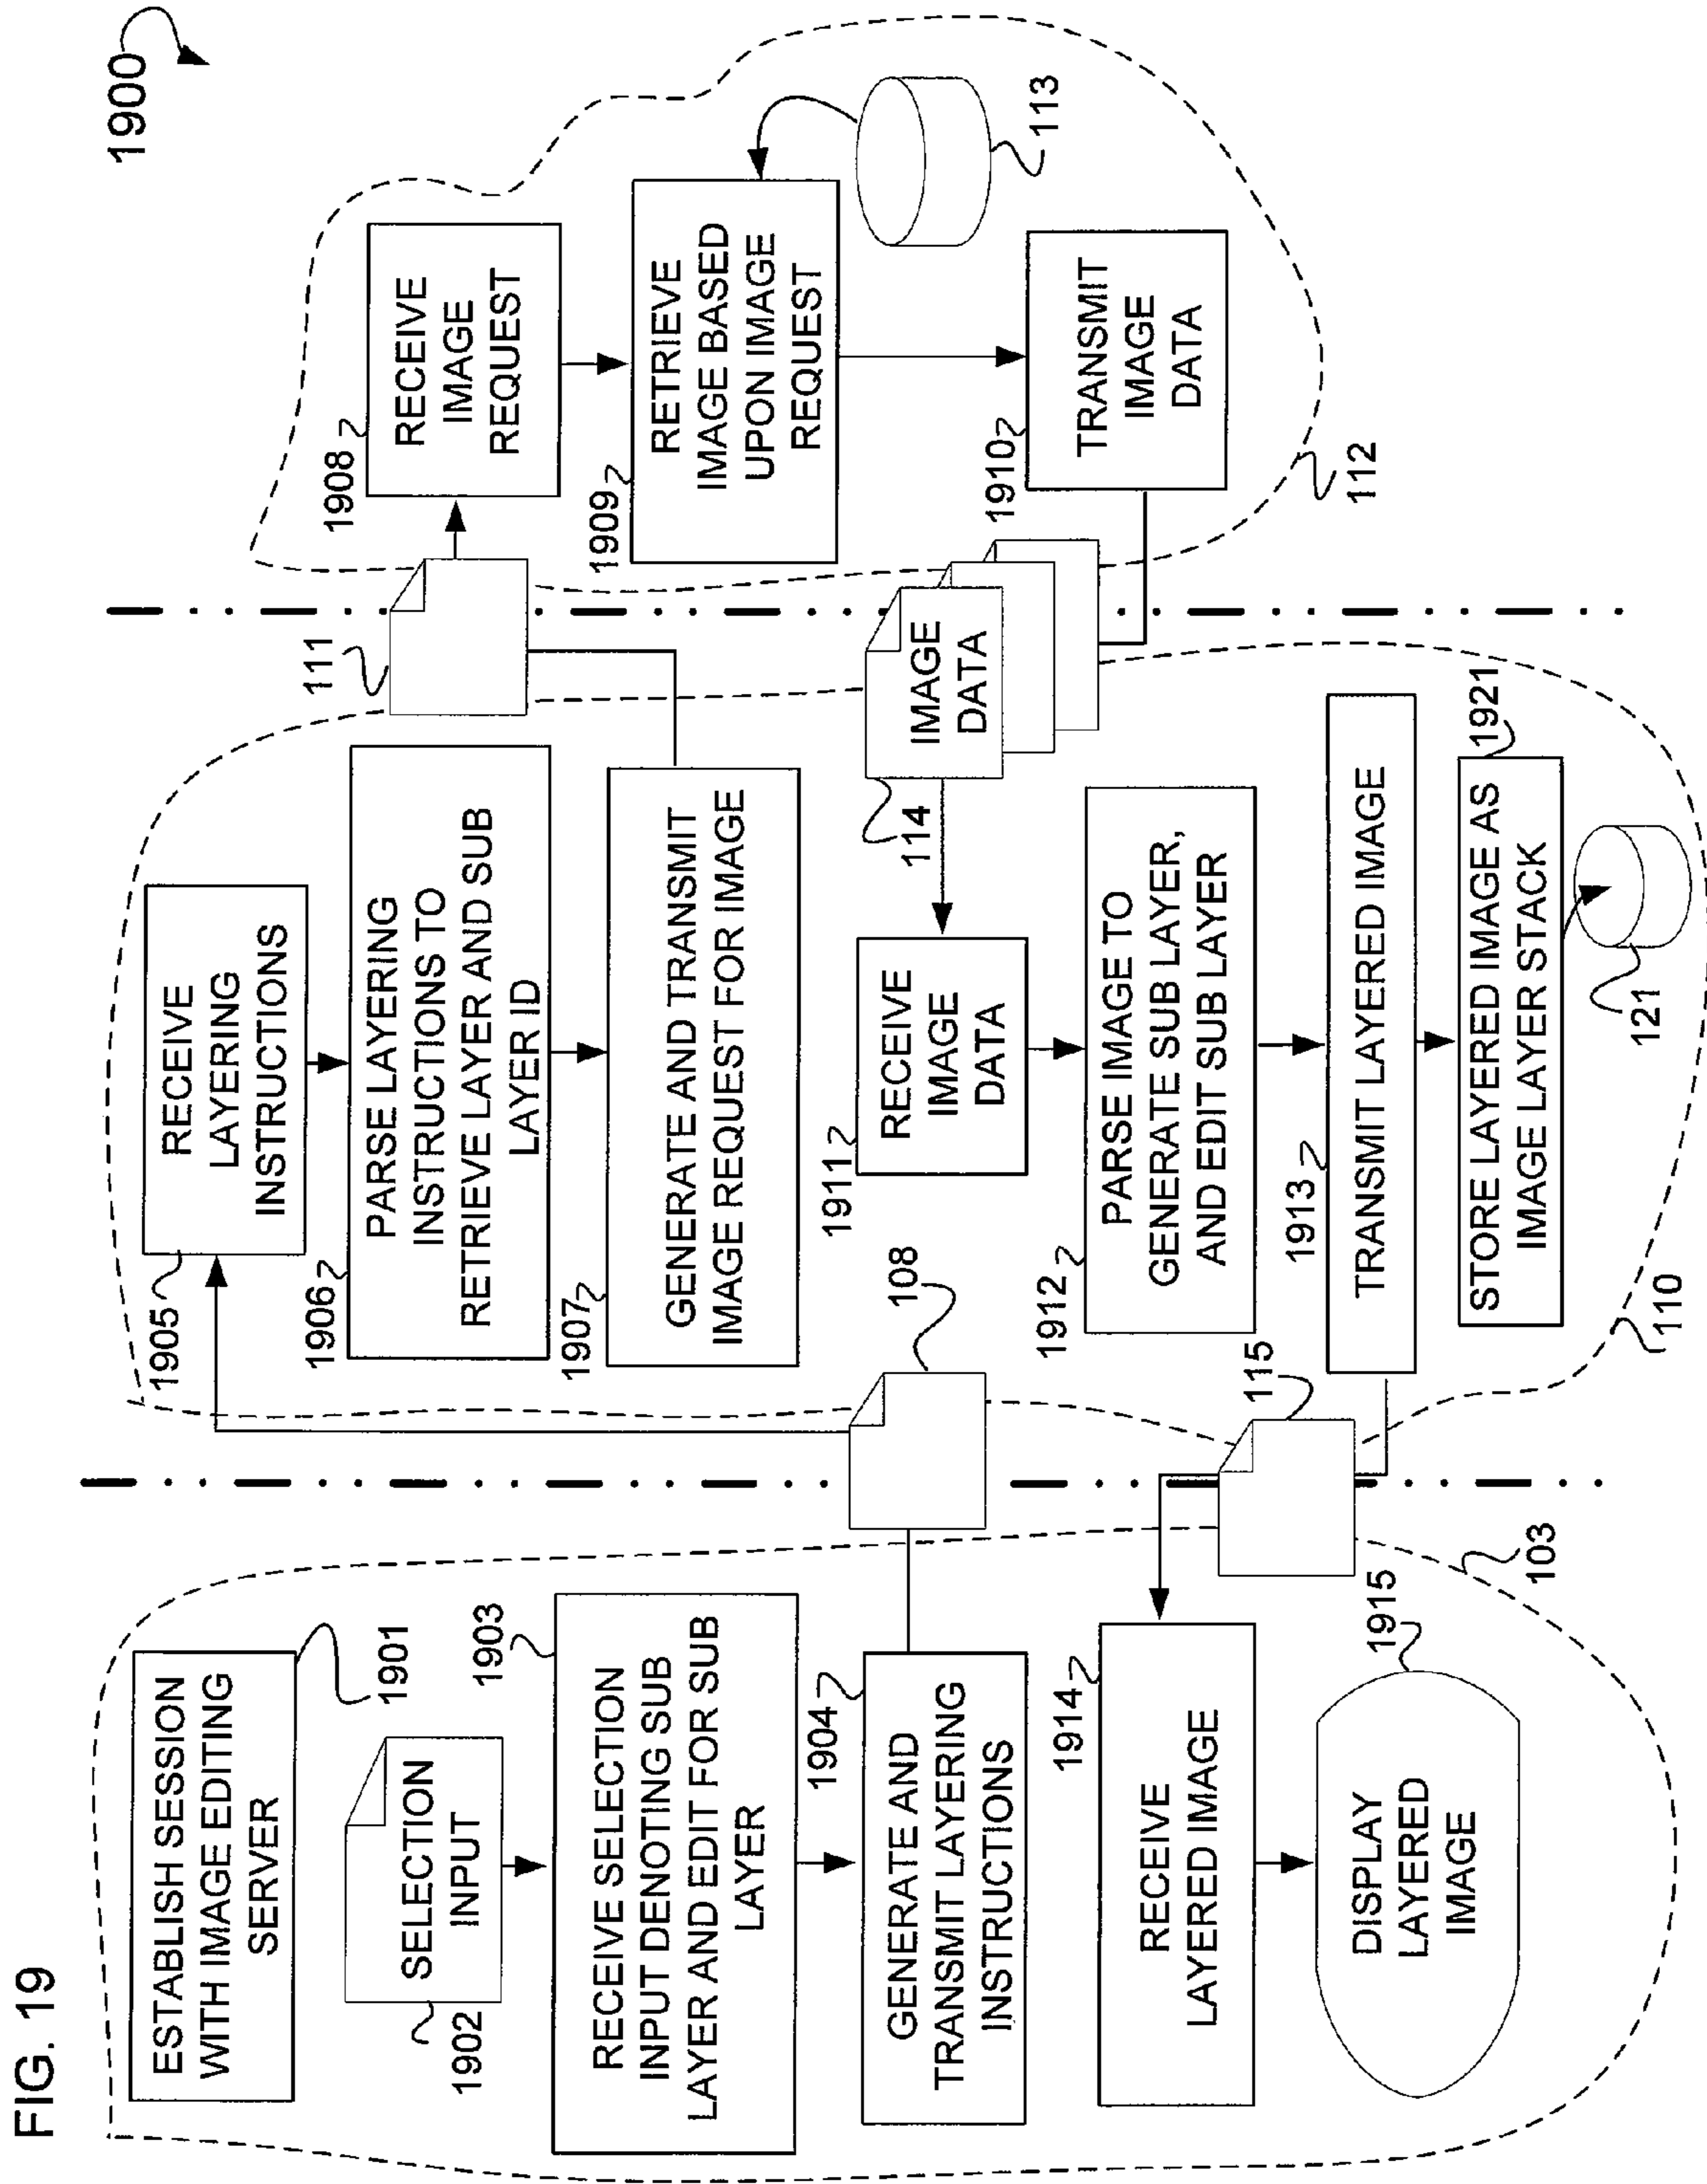 FIG. 19
1900
ESTABLISH SESSION
WITH IMAGE EDITING
SERVER
1901
SELECTION
INPUT
1902
1903
RECEIVE SELECTION
INPUT DENOTING SUB
LAYER AND EDIT FOR SUB
LAYER
1904
GENERATE AND
TRANSMIT LAYERING
INSTRUCTIONS
1914
RECEIVE
LAYERED IMAGE
1915
DISPLAY
LAYERED
IMAGE
103
108
115
1905
RECEIVE
LAYERING
INSTRUCTIONS
1906
PARSE LAYERING
INSTRUCTIONS TO
RETRIEVE LAYER AND SUB
LAYER ID
1907
GENERATE AND TRANSMIT
IMAGE REQUEST FOR IMAGE
1911
RECEIVE
IMAGE
DATA
1912
PARSE IMAGE TO
GENERATE SUB LAYER,
AND EDIT SUB LAYER
1913
TRANSMIT LAYERED IMAGE
1921
STORE LAYERED IMAGE AS
IMAGE LAYER STACK
121
110
111
114
IMAGE
DATA
1908
RECEIVE
IMAGE
REQUEST
1909
RETRIEVE
IMAGE BASED
UPON IMAGE
REQUEST
113
1910
TRANSMIT
IMAGE
DATA
112